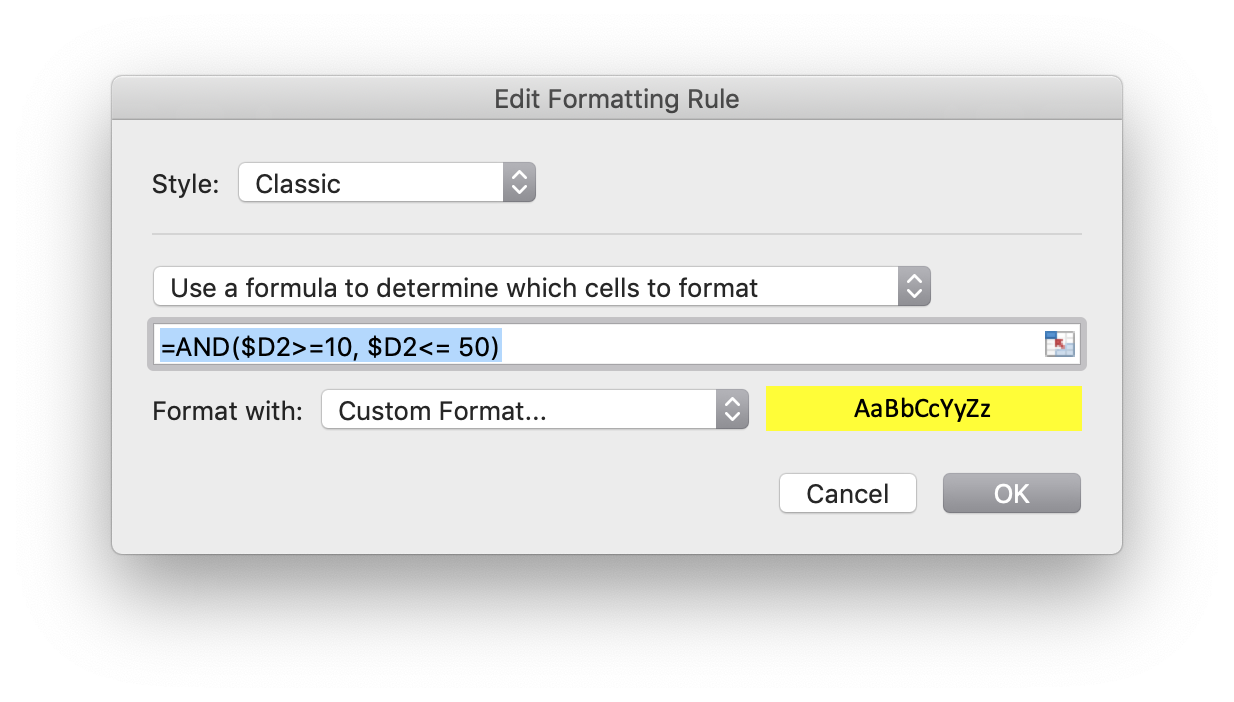 Edit Formatting Rule
Style: Classic
Use a formula to determine which cells to format
=AND($D2>=10, $D2<= 50)
Format with: Custom Format... AaBbCcYyZz
Cancel OK